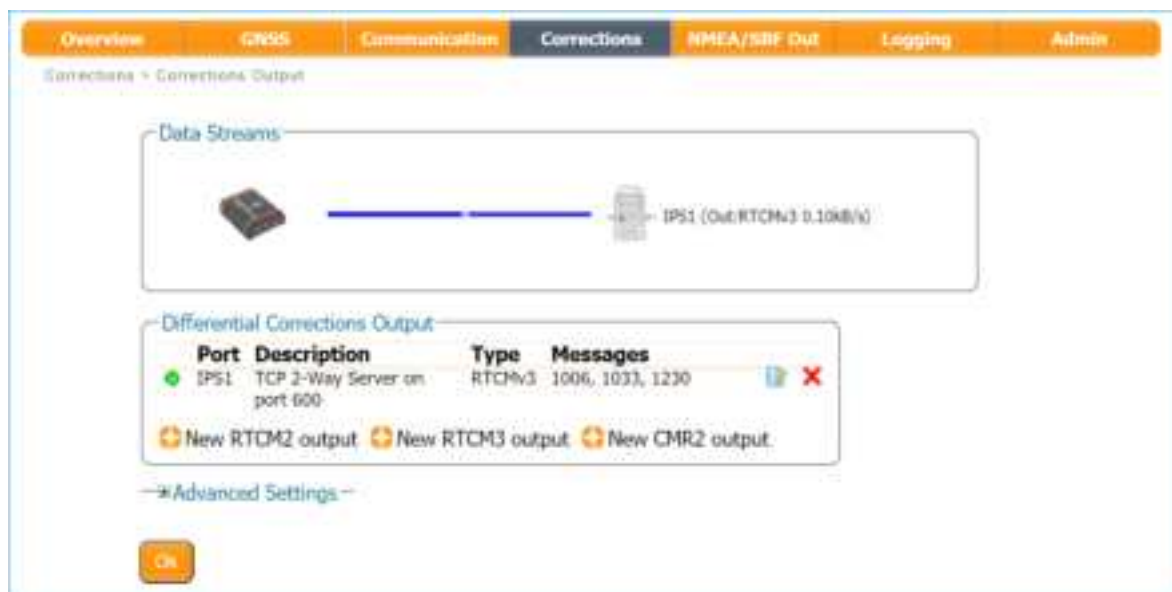 Overview GNSS Communication Corrections NMEA/SBF Out Logging Admin
Corrections > Corrections Output
Data Streams
IPS1 (Out:RTCMv3 0.10kB/s)
Differential Corrections Output
Port Description Type Messages
IPS1 TCP 2-Way Server on RTCMv3 1006, 1033, 1230
port 600
New RTCM2 output New RTCM3 output New CMR2 output
Advanced Settings
Ok